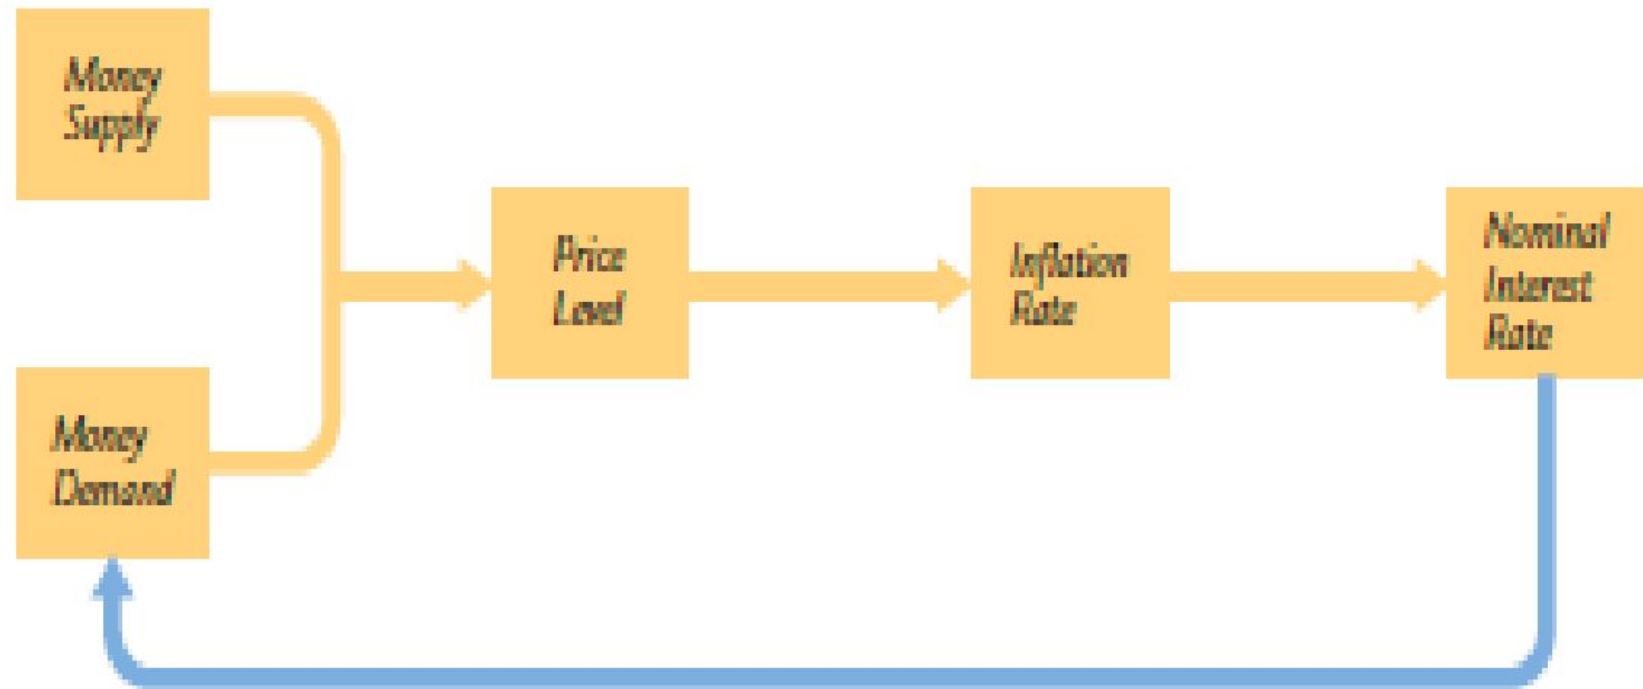 Money
Supply
Price
Level
Inflation
Rate
Nominal
Interest
Rate
Money
Demand